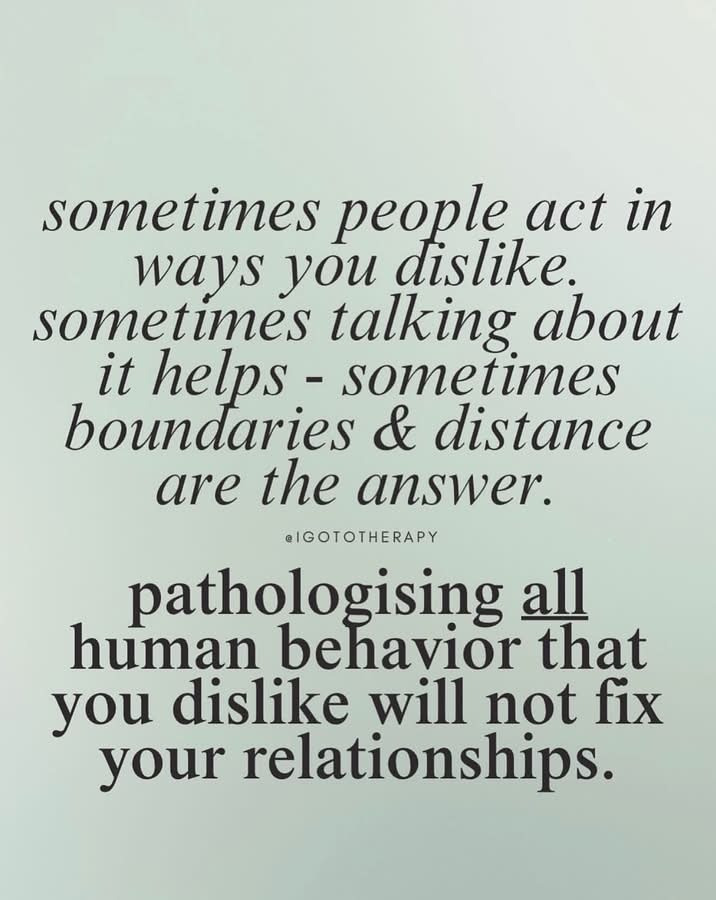 sometimes people act in
ways you dislike.
sometimes talking about
it helps - sometimes
boundaries & distance
are the answer.
@IGOTOTHERAPY
pathologising all
human behavior that
you dislike will not fix
your relationships.